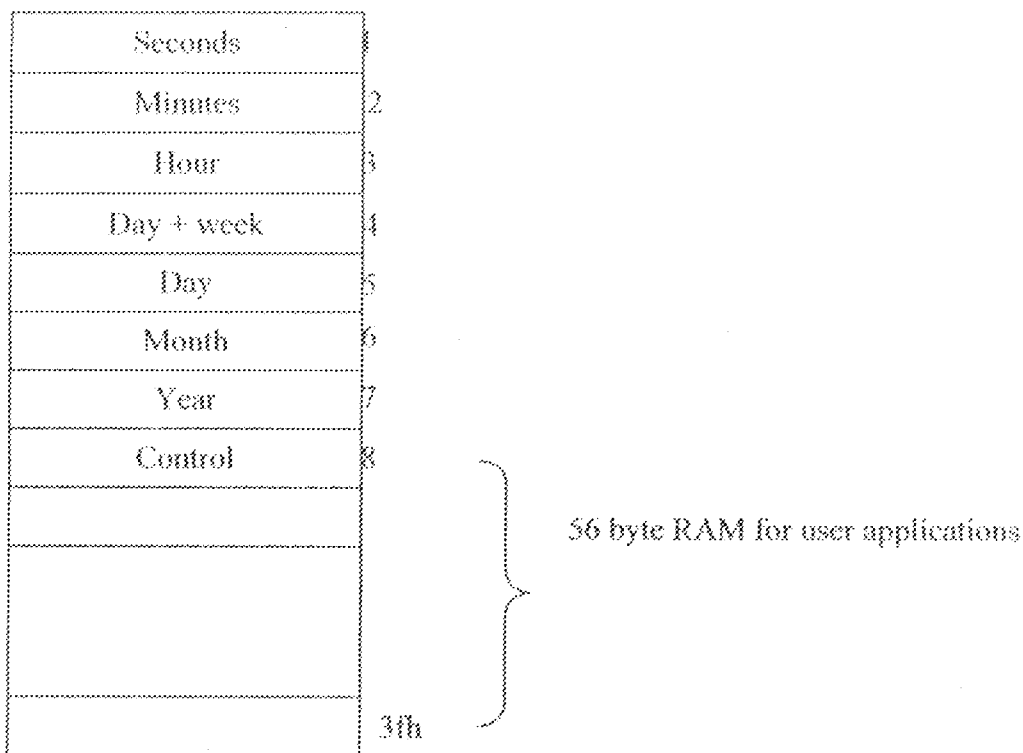 Seconds 1
Minutes 2
Hour 3
Day + week 4
Day 5
Month 6
Year 7
Control 8
56 byte RAM for user applications
3fh